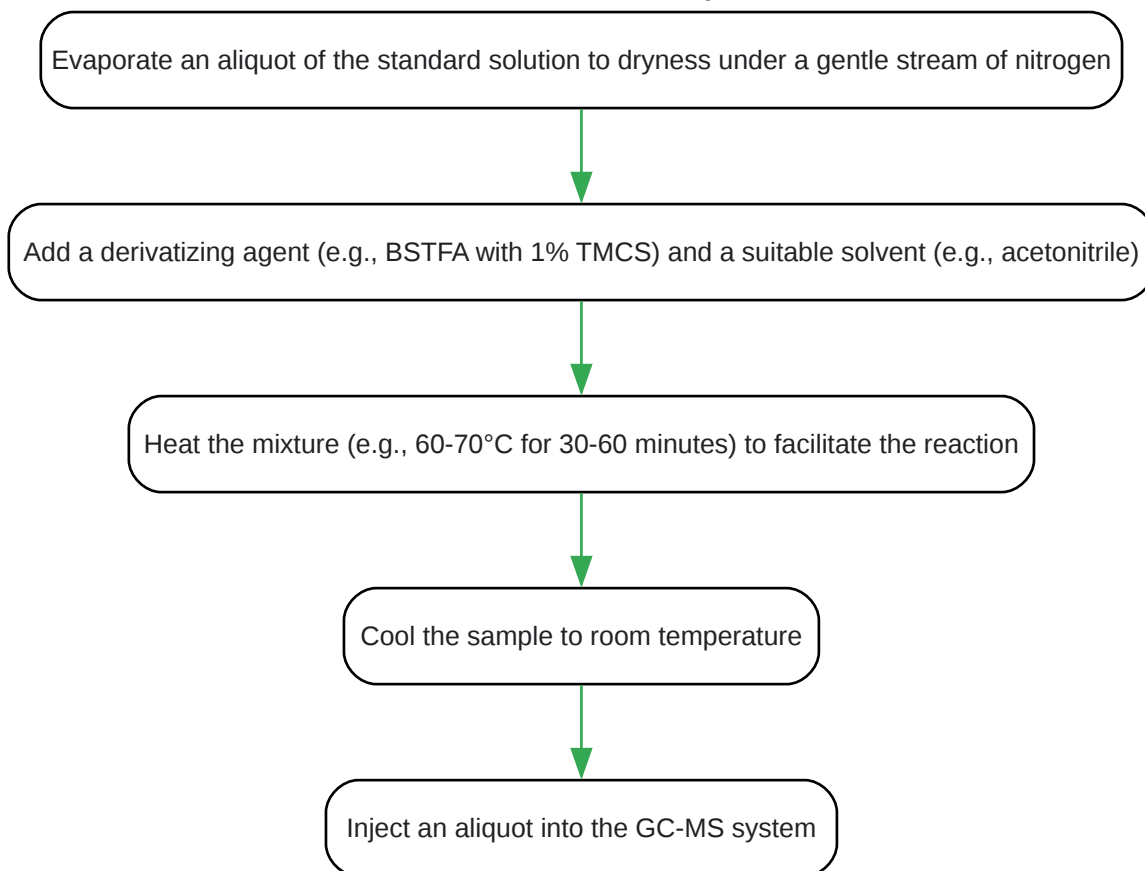 Evaporate an aliquot of the standard solution to dryness under a gentle stream of nitrogen
Add a derivatizing agent (e.g., BSTFA with 1% TMCS) and a suitable solvent (e.g., acetonitrile)
Heat the mixture (e.g., 60-70°C for 30-60 minutes) to facilitate the reaction
Cool the sample to room temperature
Inject an aliquot into the GC-MS system